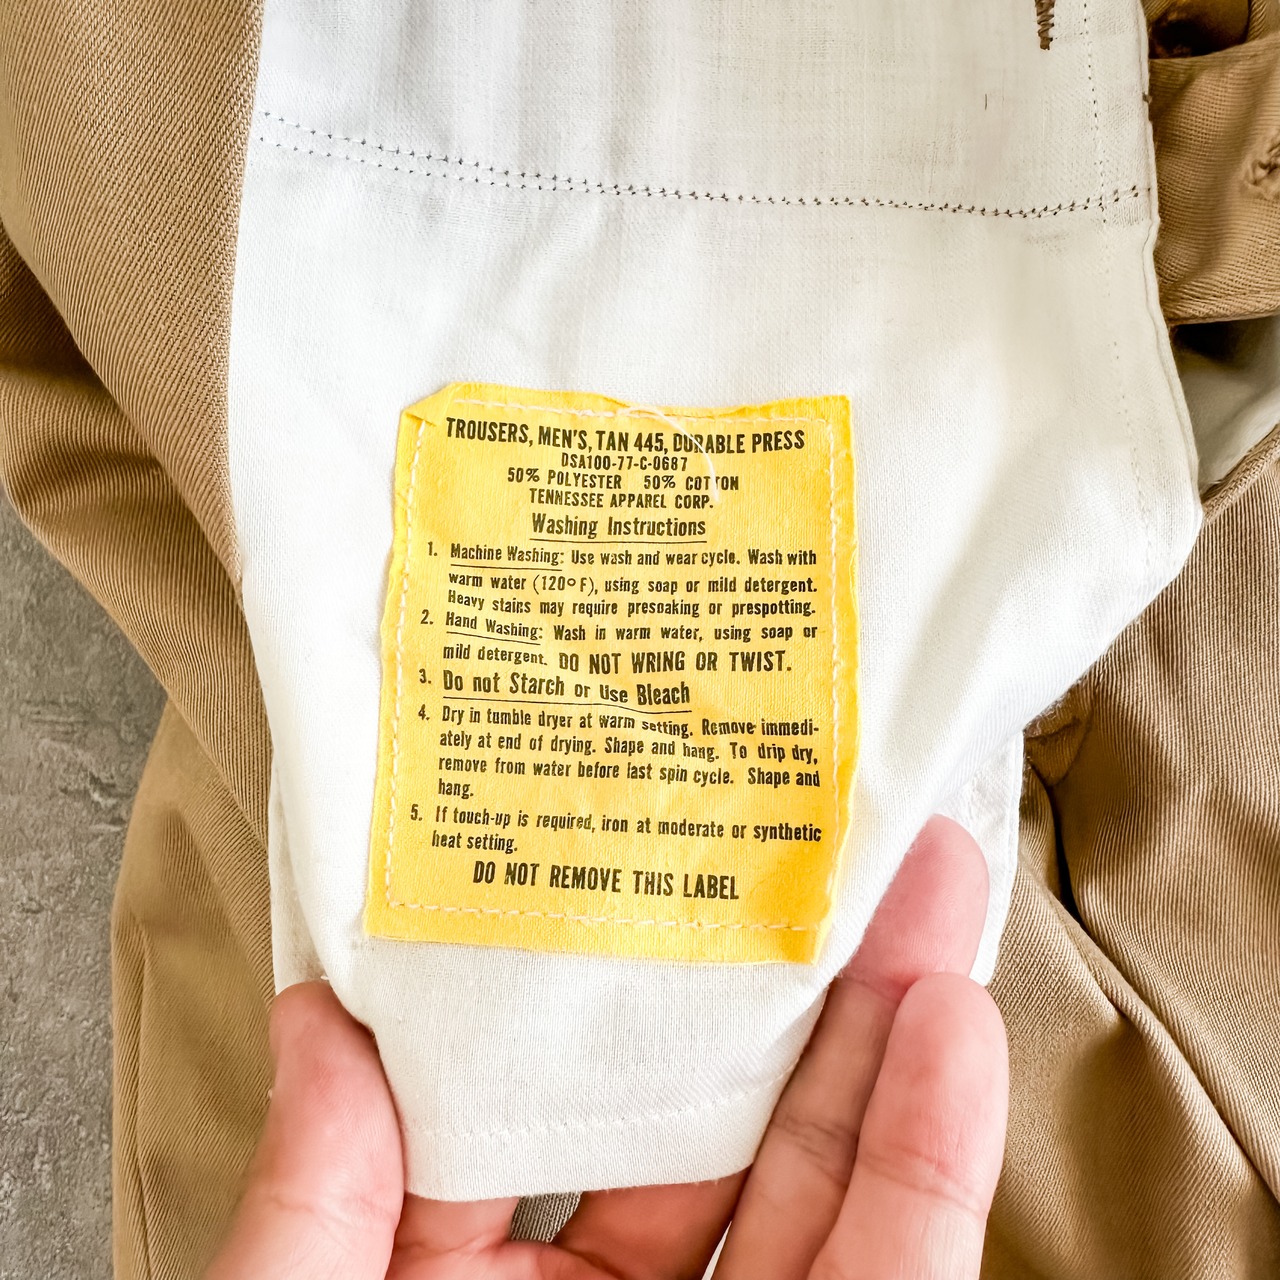 TROUSERS, MEN'S, TAN 445, DURABLE PRESS
DSA100-77-C-0687
50% POLYESTER 50% COTTON
TENNESSEE APPAREL CORP.
Washing Instructions
1. Machine Washing: Use wash and wear cycle. Wash with
warm water (120°F), using soap or mild detergent.
Heavy stains may require presoaking or prespotting.
2. Hand Washing: Wash in warm water, using soap or
mild detergent. DO NOT WRING OR TWIST.
3. Do not Starch or Use Bleach
4. Dry in tumble dryer at warm setting. Remove immedi-
ately at end of drying. Shape and hang. To drip dry,
remove from water before last spin cycle. Shape and
hang.
5. If touch-up is required, iron at moderate or synthetic
heat setting.
DO NOT REMOVE THIS LABEL